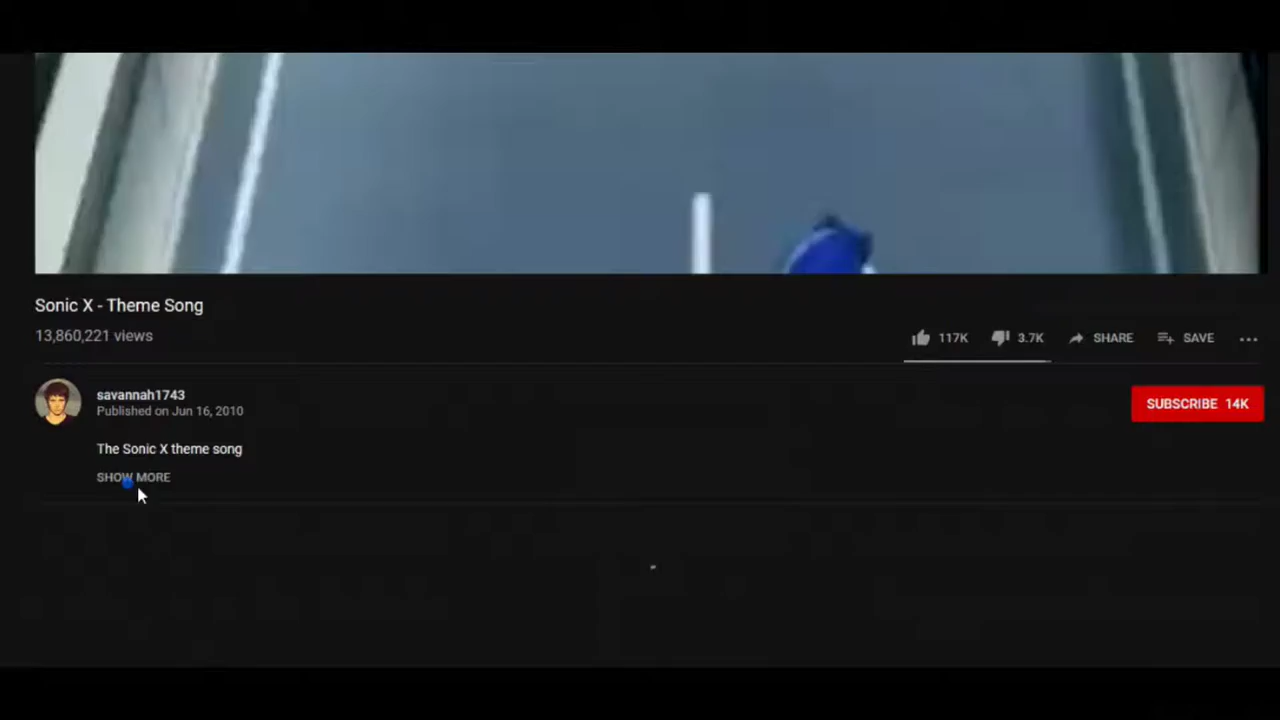 Sonic X - Theme Song
13,860,221 views
117K 3.7K SHARE SAVE
savannah1743
Published on Jun 16, 2010
SUBSCRIBE 14K
The Sonic X theme song
SHOW MORE